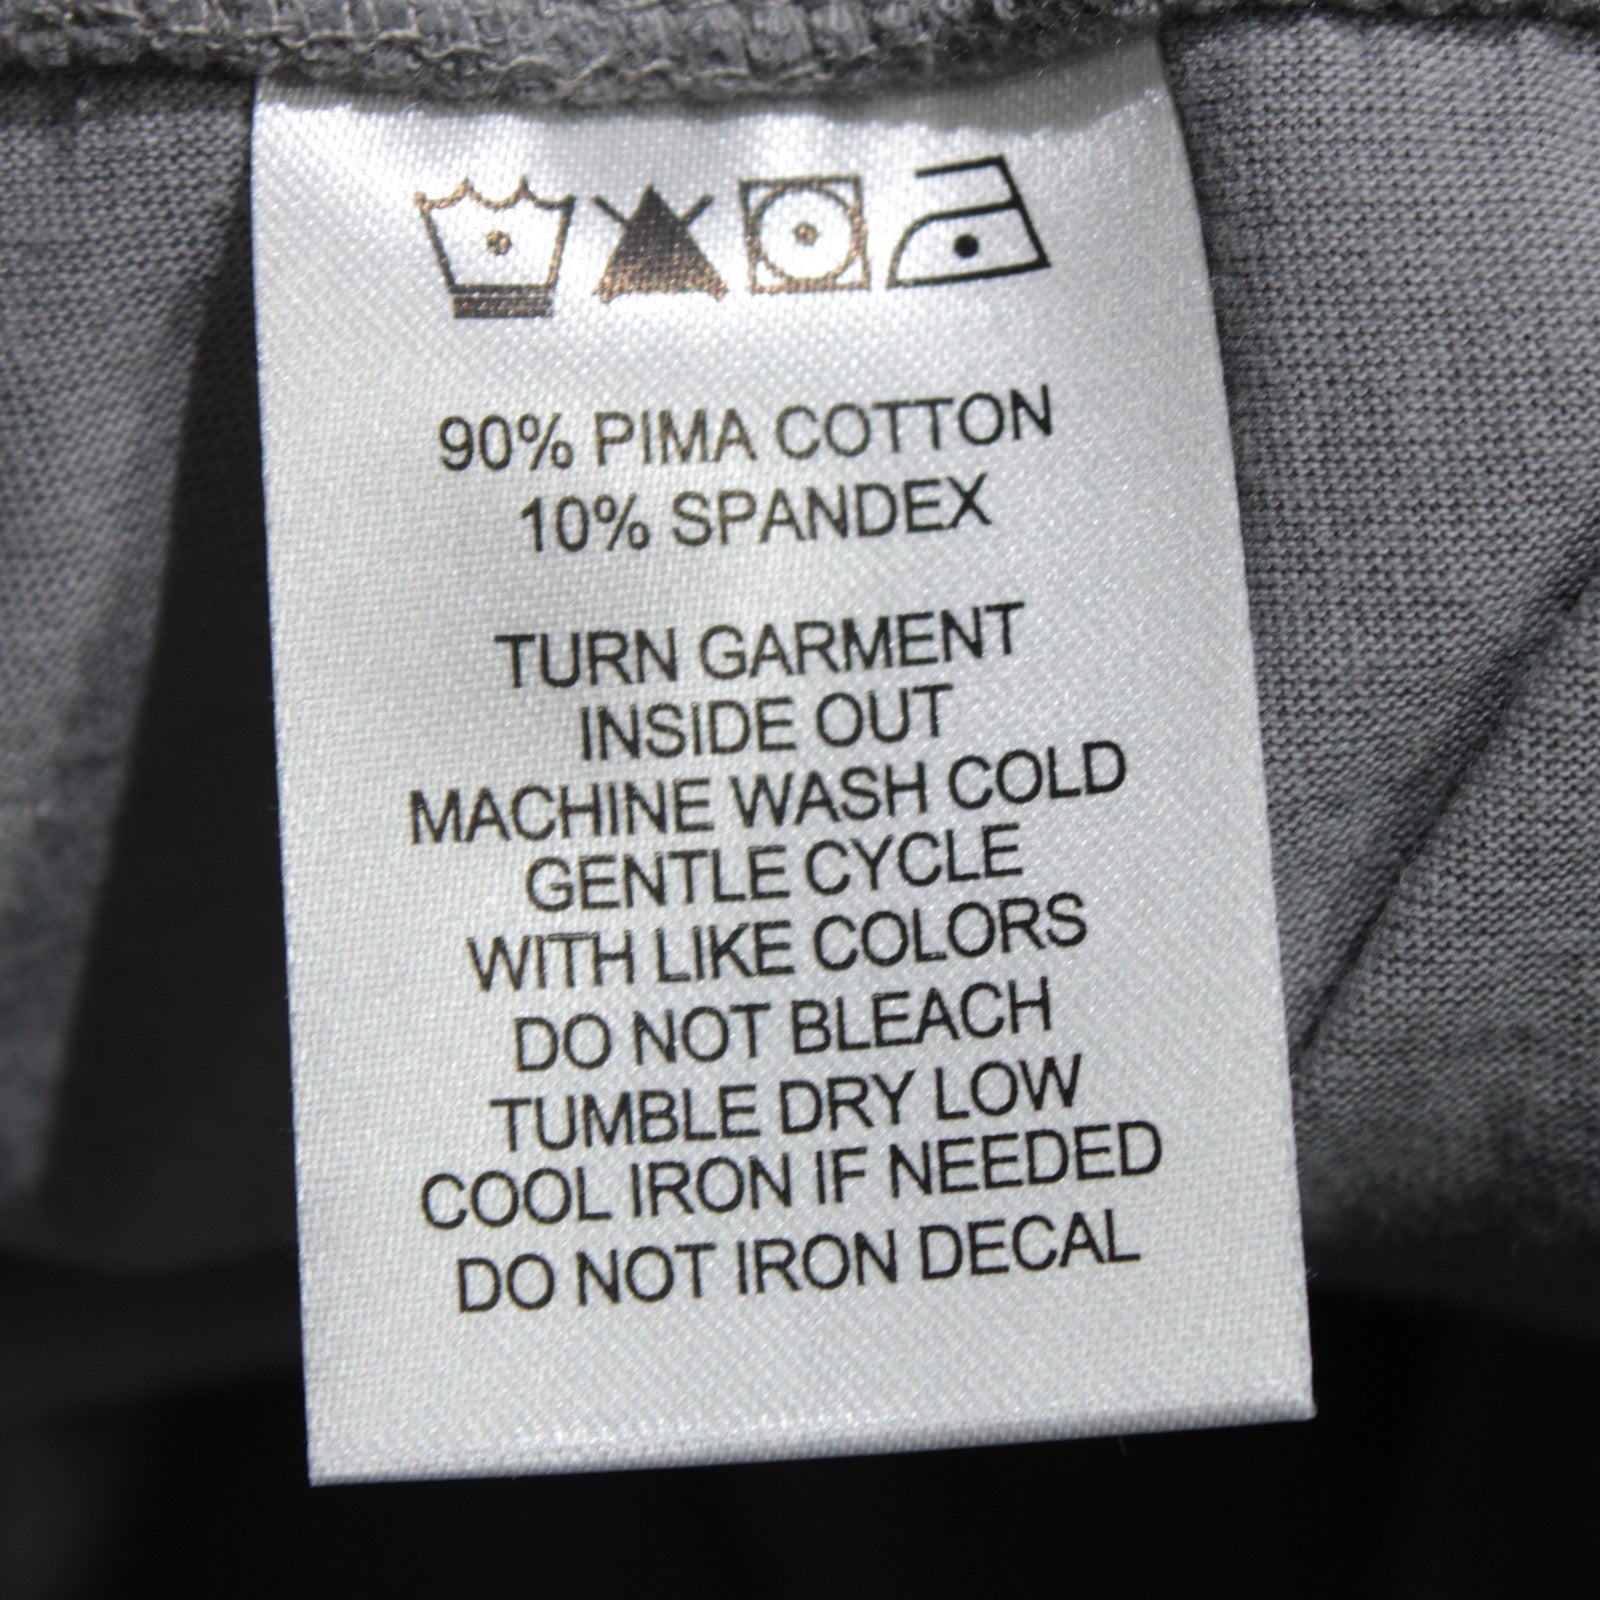 90% PIMA COTTON
10% SPANDEX
TURN GARMENT
INSIDE OUT
MACHINE WASH COLD
GENTLE CYCLE
WITH LIKE COLORS
DO NOT BLEACH
TUMBLE DRY LOW
COOL IRON IF NEEDED
DO NOT IRON DECAL